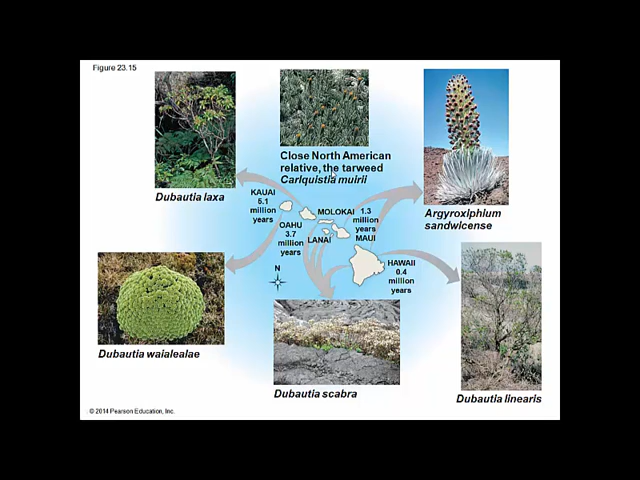 Figure 23.15
Close North American
relative, the tarweed
Carlquistia muirii
Dubautia laxa
KAUAI
5.1
million
years
OAHU
3.7
million
years
MOLOKAI
1.3
million
years
MAUI
LANAI
Argyroxiphium
sandwicense
HAWAII
0.4
million
years
N
Dubautia waialealae
Dubautia scabra
Dubautia linearis
© 2014 Pearson Education, Inc.